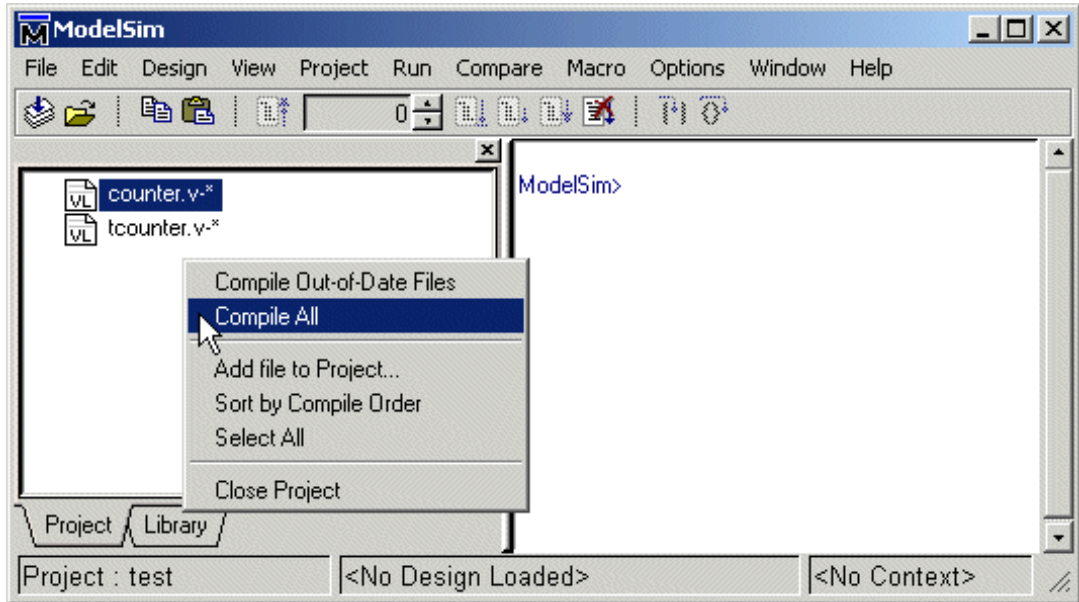 ModelSim
File Edit Design View Project Run Compare Macro Options Window Help
0
counter.v-*
tcounter.v-*
ModelSim>
Compile Out-of-Date Files
Compile All
Add file to Project...
Sort by Compile Order
Select All
Close Project
Project Library
Project : test <No Design Loaded> <No Context>